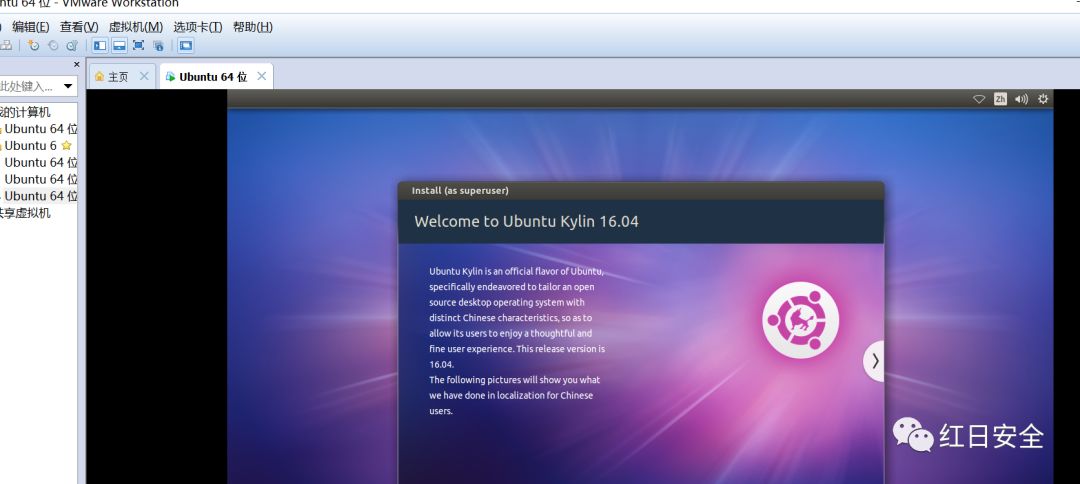 ntu 64 位 - VMware Workstation
编辑(E) 查看(V) 虚拟机(M) 选项卡(T) 帮助(H)
主页 Ubuntu 64 位
此处键入...
我的计算机
Ubuntu 64 位
Ubuntu 6
Ubuntu 64 位
Ubuntu 64 位
Ubuntu 64 位
共享虚拟机
Zh
Install (as superuser)
Welcome to Ubuntu Kylin 16.04
Ubuntu Kylin is an official flavor of Ubuntu,
specifically endeavored to tailor an open
source desktop operating system with
distinct Chinese characteristics, so as to
allow its users to enjoy a thoughtful and
fine user experience. This release version is
16.04.
The following pictures will show you what
we have done in localization for Chinese
users.
红日安全